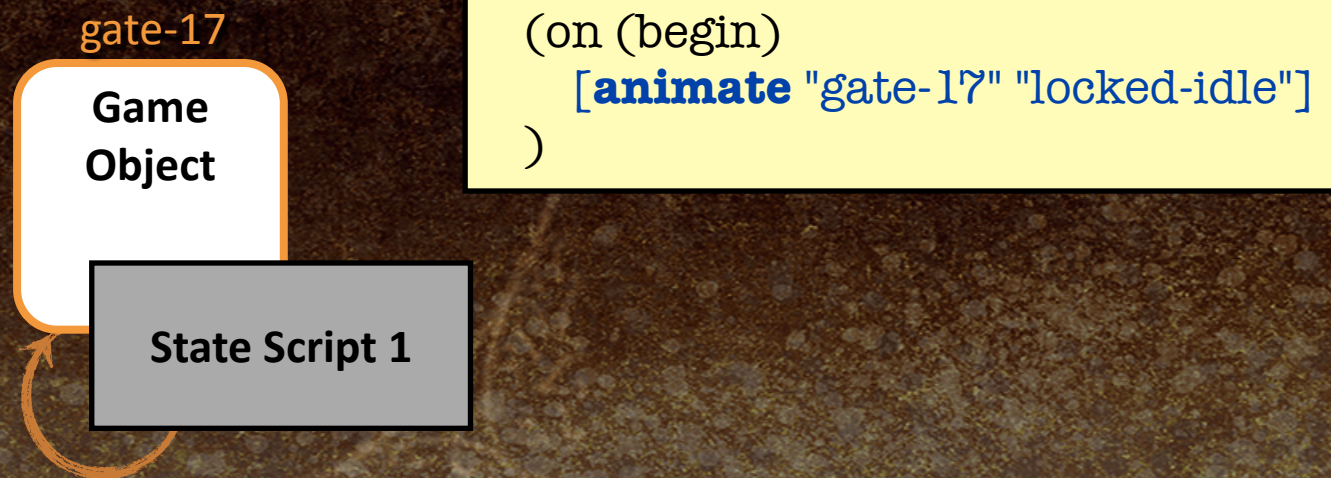 gate-17
Game
Object
State Script 1
(on (begin)
[animate "gate-17" "locked-idle"]
)